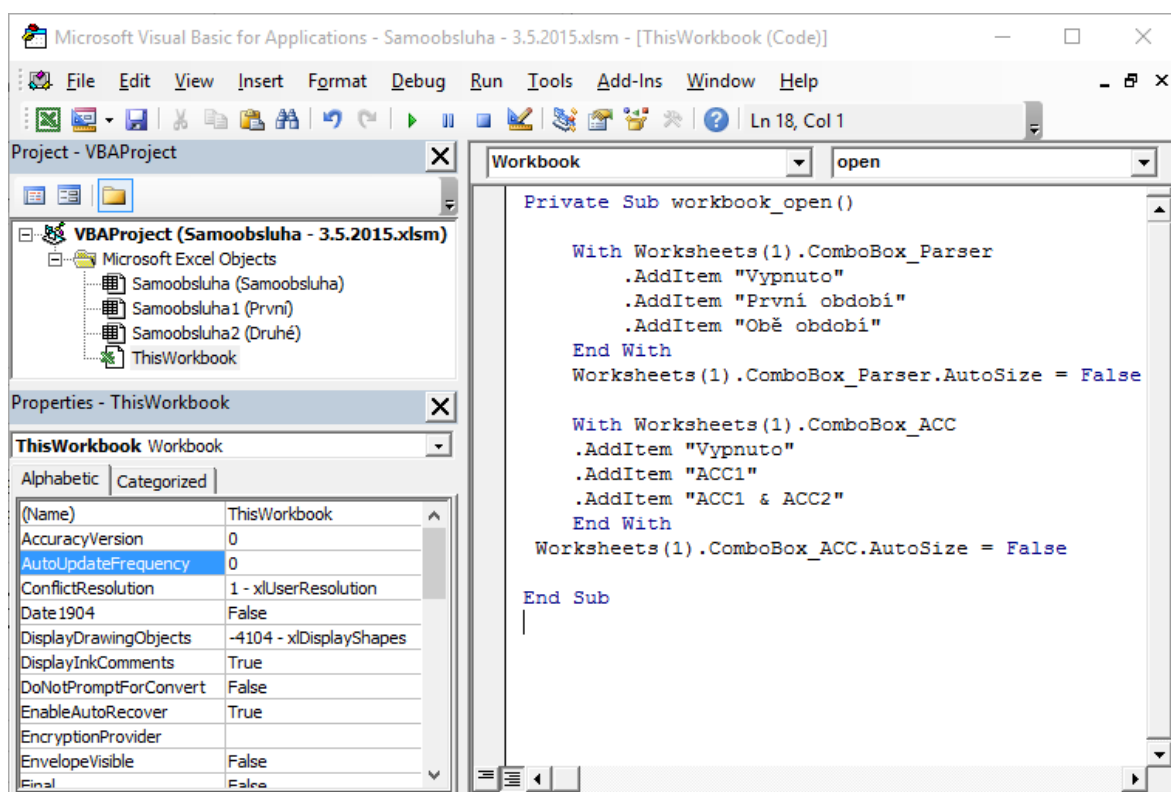 Microsoft Visual Basic for Applications - Samoobsluha - 3.5.2015.xlsm - [ThisWorkbook (Code)]
File Edit View Insert Format Debug Run Tools Add-Ins Window Help
Ln 18, Col 1
Project - VBAProject
VBAProject (Samoobsluha - 3.5.2015.xlsm)
Microsoft Excel Objects
Samoobsluha (Samoobsluha)
Samoobsluha1 (První)
Samoobsluha2 (Druhé)
ThisWorkbook
Properties - ThisWorkbook
ThisWorkbook Workbook
Alphabetic Categorized
(Name) ThisWorkbook
AccuracyVersion 0
AutoUpdateFrequency 0
ConflictResolution 1 - xlUserResolution
Date1904 False
DisplayDrawingObjects -4104 - xlDisplayShapes
DisplayInkComments True
DoNotPromptForConvert False
EnableAutoRecover True
EncryptionProvider
EnvelopeVisible False
Final False
Workbook open
Private Sub workbook_open()
With Worksheets(1).ComboBox_Parser
.AddItem "Vypnuto"
.AddItem "První období"
.AddItem "Obě období"
End With
Worksheets(1).ComboBox_Parser.AutoSize = False
With Worksheets(1).ComboBox_ACC
.AddItem "Vypnuto"
.AddItem "ACC1"
.AddItem "ACC1 & ACC2"
End With
Worksheets(1).ComboBox_ACC.AutoSize = False
End Sub